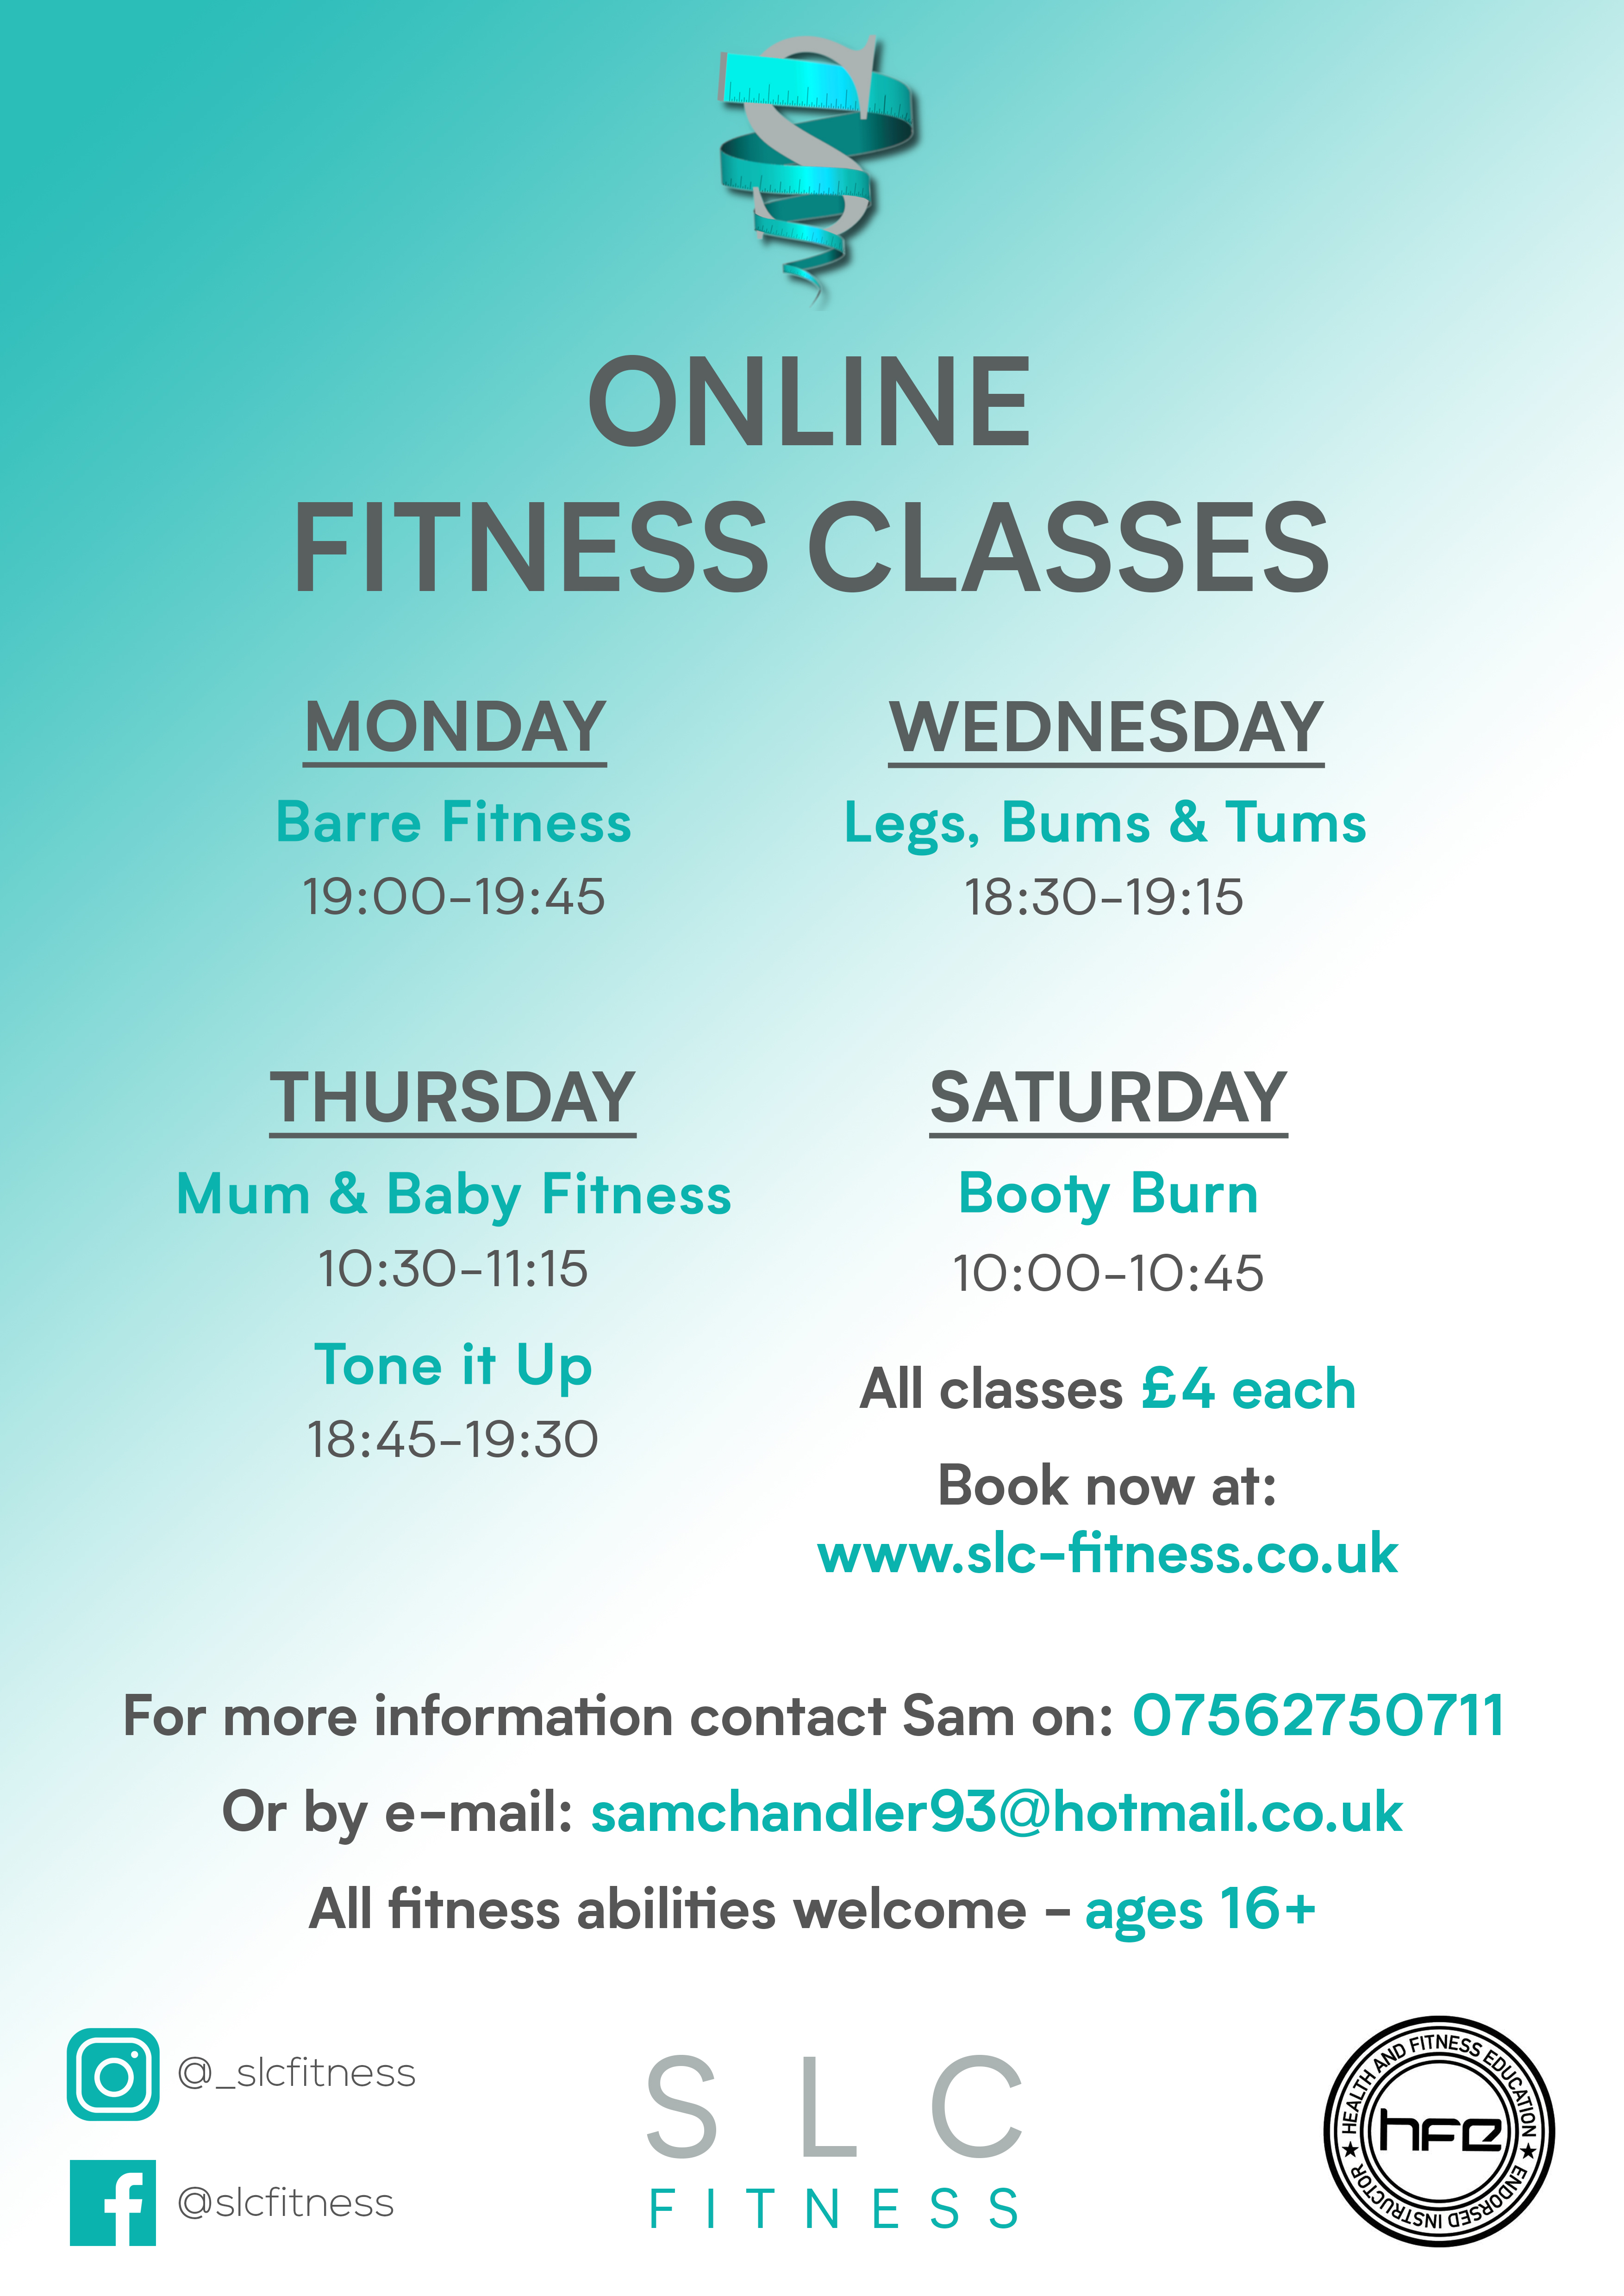 ONLINE
FITNESS CLASSES
MONDAY
Barre Fitness
19:00-19:45
WEDNESDAY
Legs, Bums & Tums
18:30-19:15
THURSDAY
Mum & Baby Fitness
10:30-11:15
Tone it Up
18:45-19:30
SATURDAY
Booty Burn
10:00-10:45
All classes £4 each
Book now at:
www.slc-fitness.co.uk
For more information contact Sam on: 07562750711
Or by e-mail: samchandler93@hotmail.co.uk
All fitness abilities welcome - ages 16+
@_slcfitness
@slcfitness
S L C
FITNESS
HEALTH AND FITNESS EDUCATION
hfe
ENDORSED INSTRUCTOR